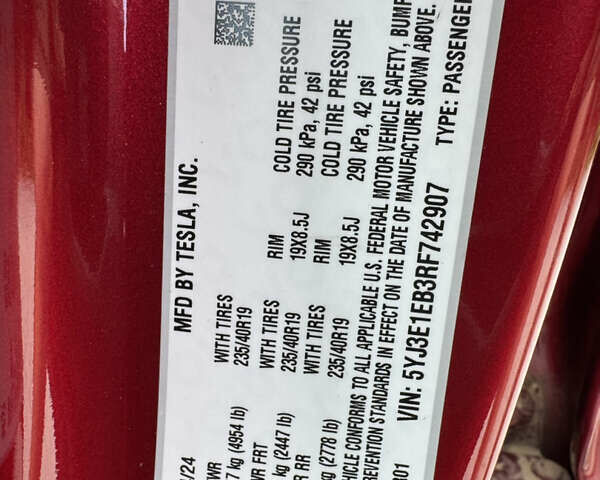 MFD BY TESLA, INC.
/24
WR
7 kg (4954 lb)
WITH TIRES
235/40R19
RIM
19X8.5J
COLD TIRE PRESSURE
290 kPa, 42 psi
WR FRT
kg (2447 lb)
WITH TIRES
235/40R19
RIM
19X8.5J
COLD TIRE PRESSURE
290 kPa, 42 psi
R RR
kg (2778 lb)
WITH TIRES
235/40R19
HICLE CONFORMS TO ALL APPLICABLE U.S. FEDERAL MOTOR VEHICLE SAFETY, BUMP
REVENTION STANDARDS IN EFFECT ON THE DATE OF MANUFACTURE SHOWN ABOVE.
VIN: 5YJ3E1EB3RF742907
TYPE: PASSENGER
301